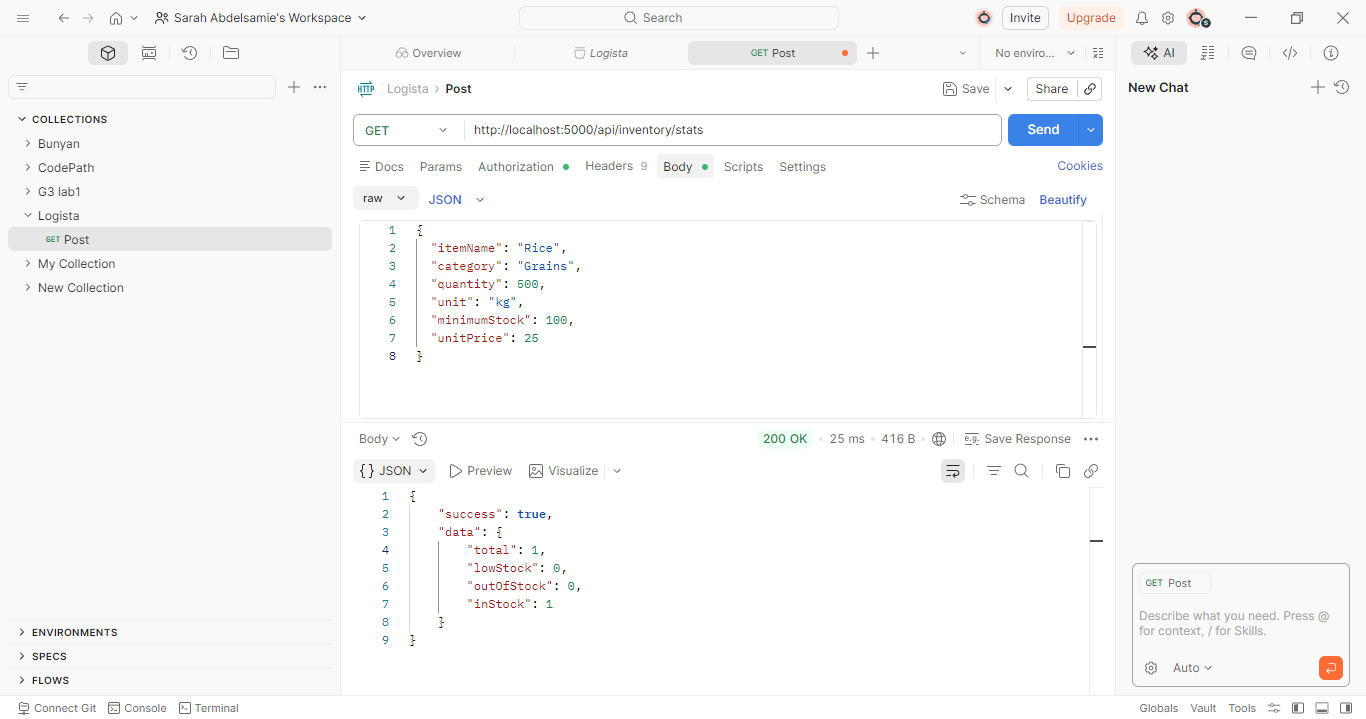 Sarah Abdelsamie's Workspace
Search
Invite
Upgrade
S
Overview
Logista
GET Post
No enviro...
AI
HTTP
Logista > Post
Save
Share
New Chat
COLLECTIONS
Bunyan
CodePath
G3 lab1
Logista
GET Post
My Collection
New Collection
GET
http://localhost:5000/api/inventory/stats
Send
Docs
Params
Authorization
Headers 9
Body
Scripts
Settings
Cookies
raw
JSON
Schema
Beautify
1 {
2 "itemName": "Rice",
3 "category": "Grains",
4 "quantity": 500,
5 "unit": "kg",
6 "minimumStock": 100,
7 "unitPrice": 25
8 }
Body
200 OK • 25 ms • 416 B
e.g. Save Response
{ } JSON
Preview
Visualize
1 {
2 "success": true,
3 "data": {
4 "total": 1,
5 "lowStock": 0,
6 "outOfStock": 0,
7 "inStock": 1
8 }
9 }
GET Post
Describe what you need. Press @
for context, / for Skills.
Auto
ENVIRONMENTS
SPECS
FLOWS
Connect Git
Console
Terminal
Globals
Vault
Tools